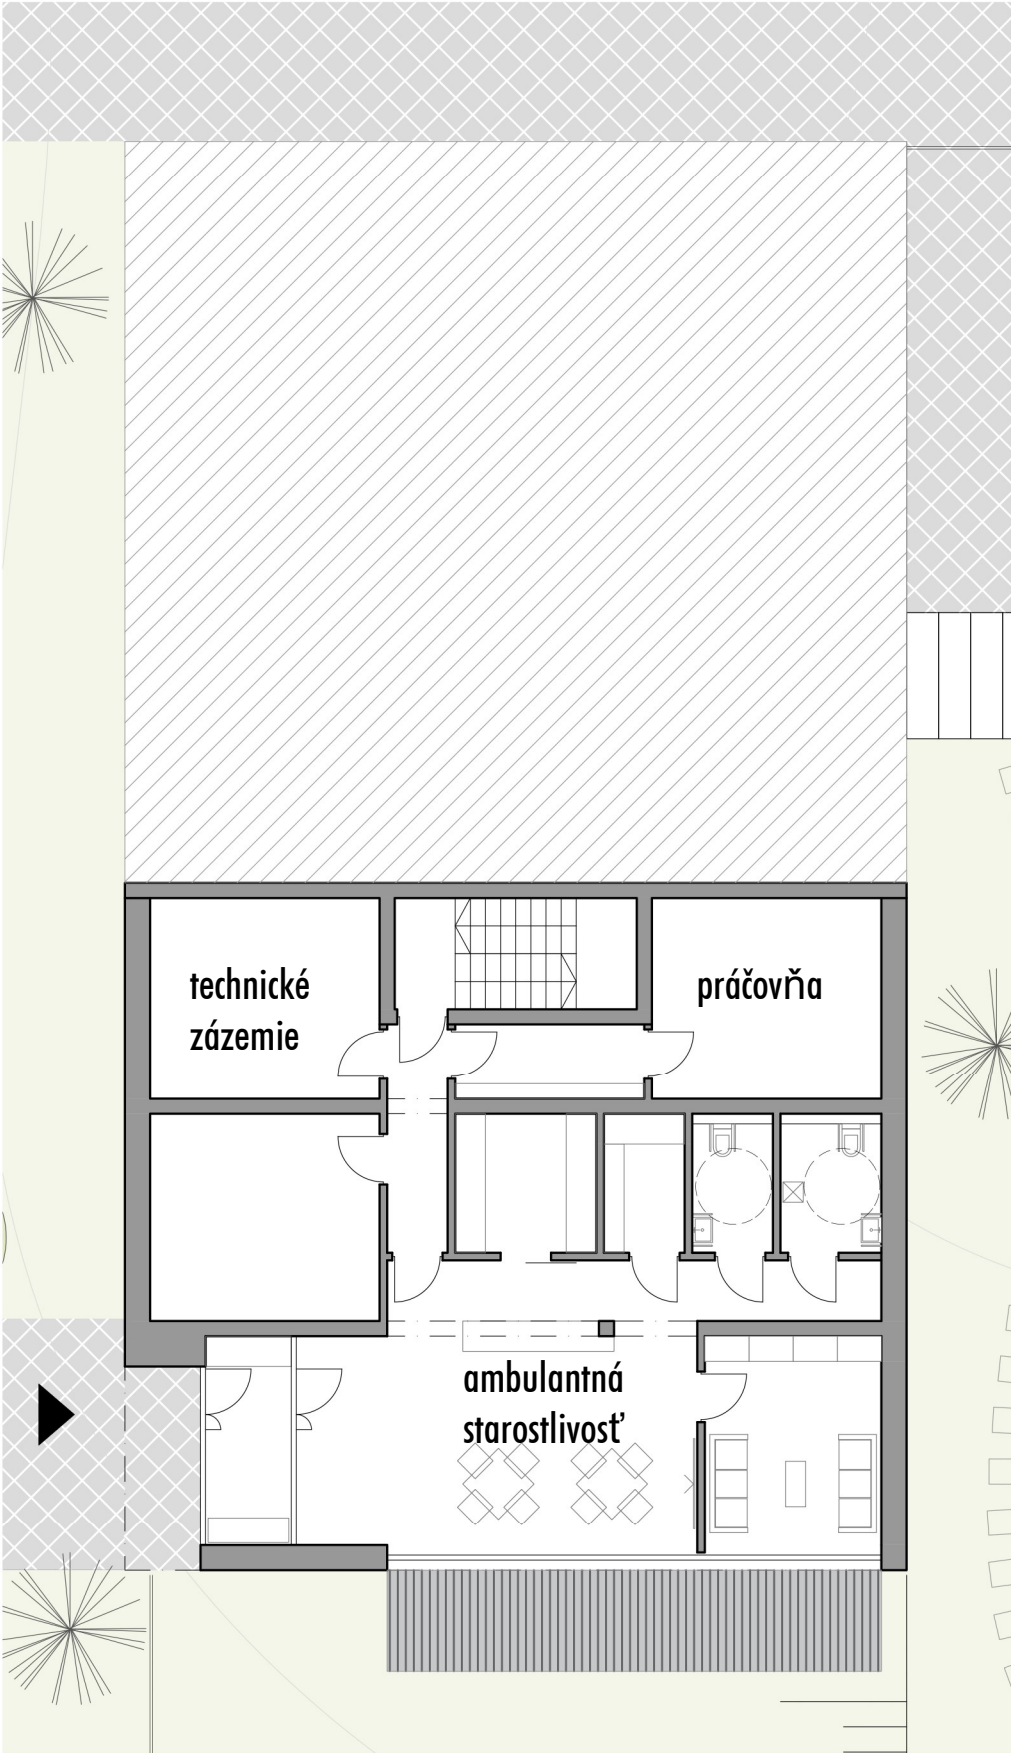 technické
zázemie
práčovňa
ambulantná
starostlivosť